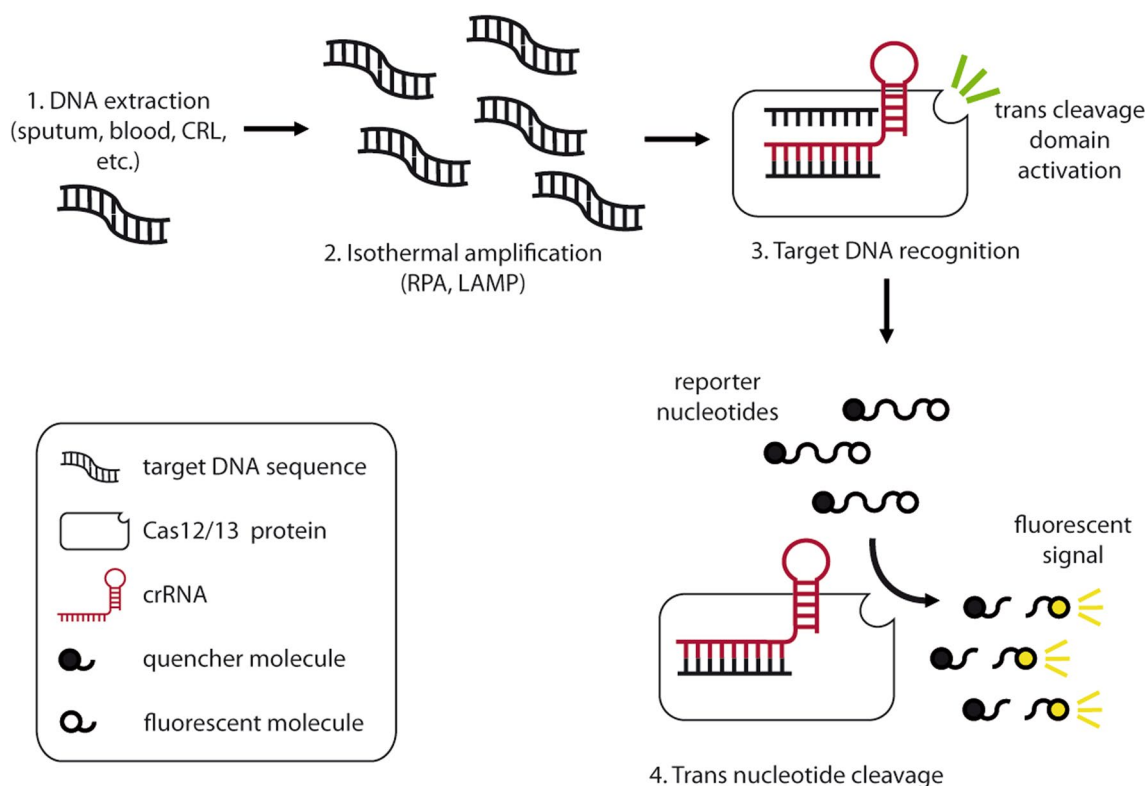 1. DNA extraction
(sputum, blood, CRL,
etc.)
2. Isothermal amplification
(RPA, LAMP)
trans cleavage
domain
activation
3. Target DNA recognition
reporter
nucleotides
fluorescent
signal
4. Trans nucleotide cleavage
target DNA sequence
Cas12/13 protein
crRNA
quencher molecule
fluorescent molecule